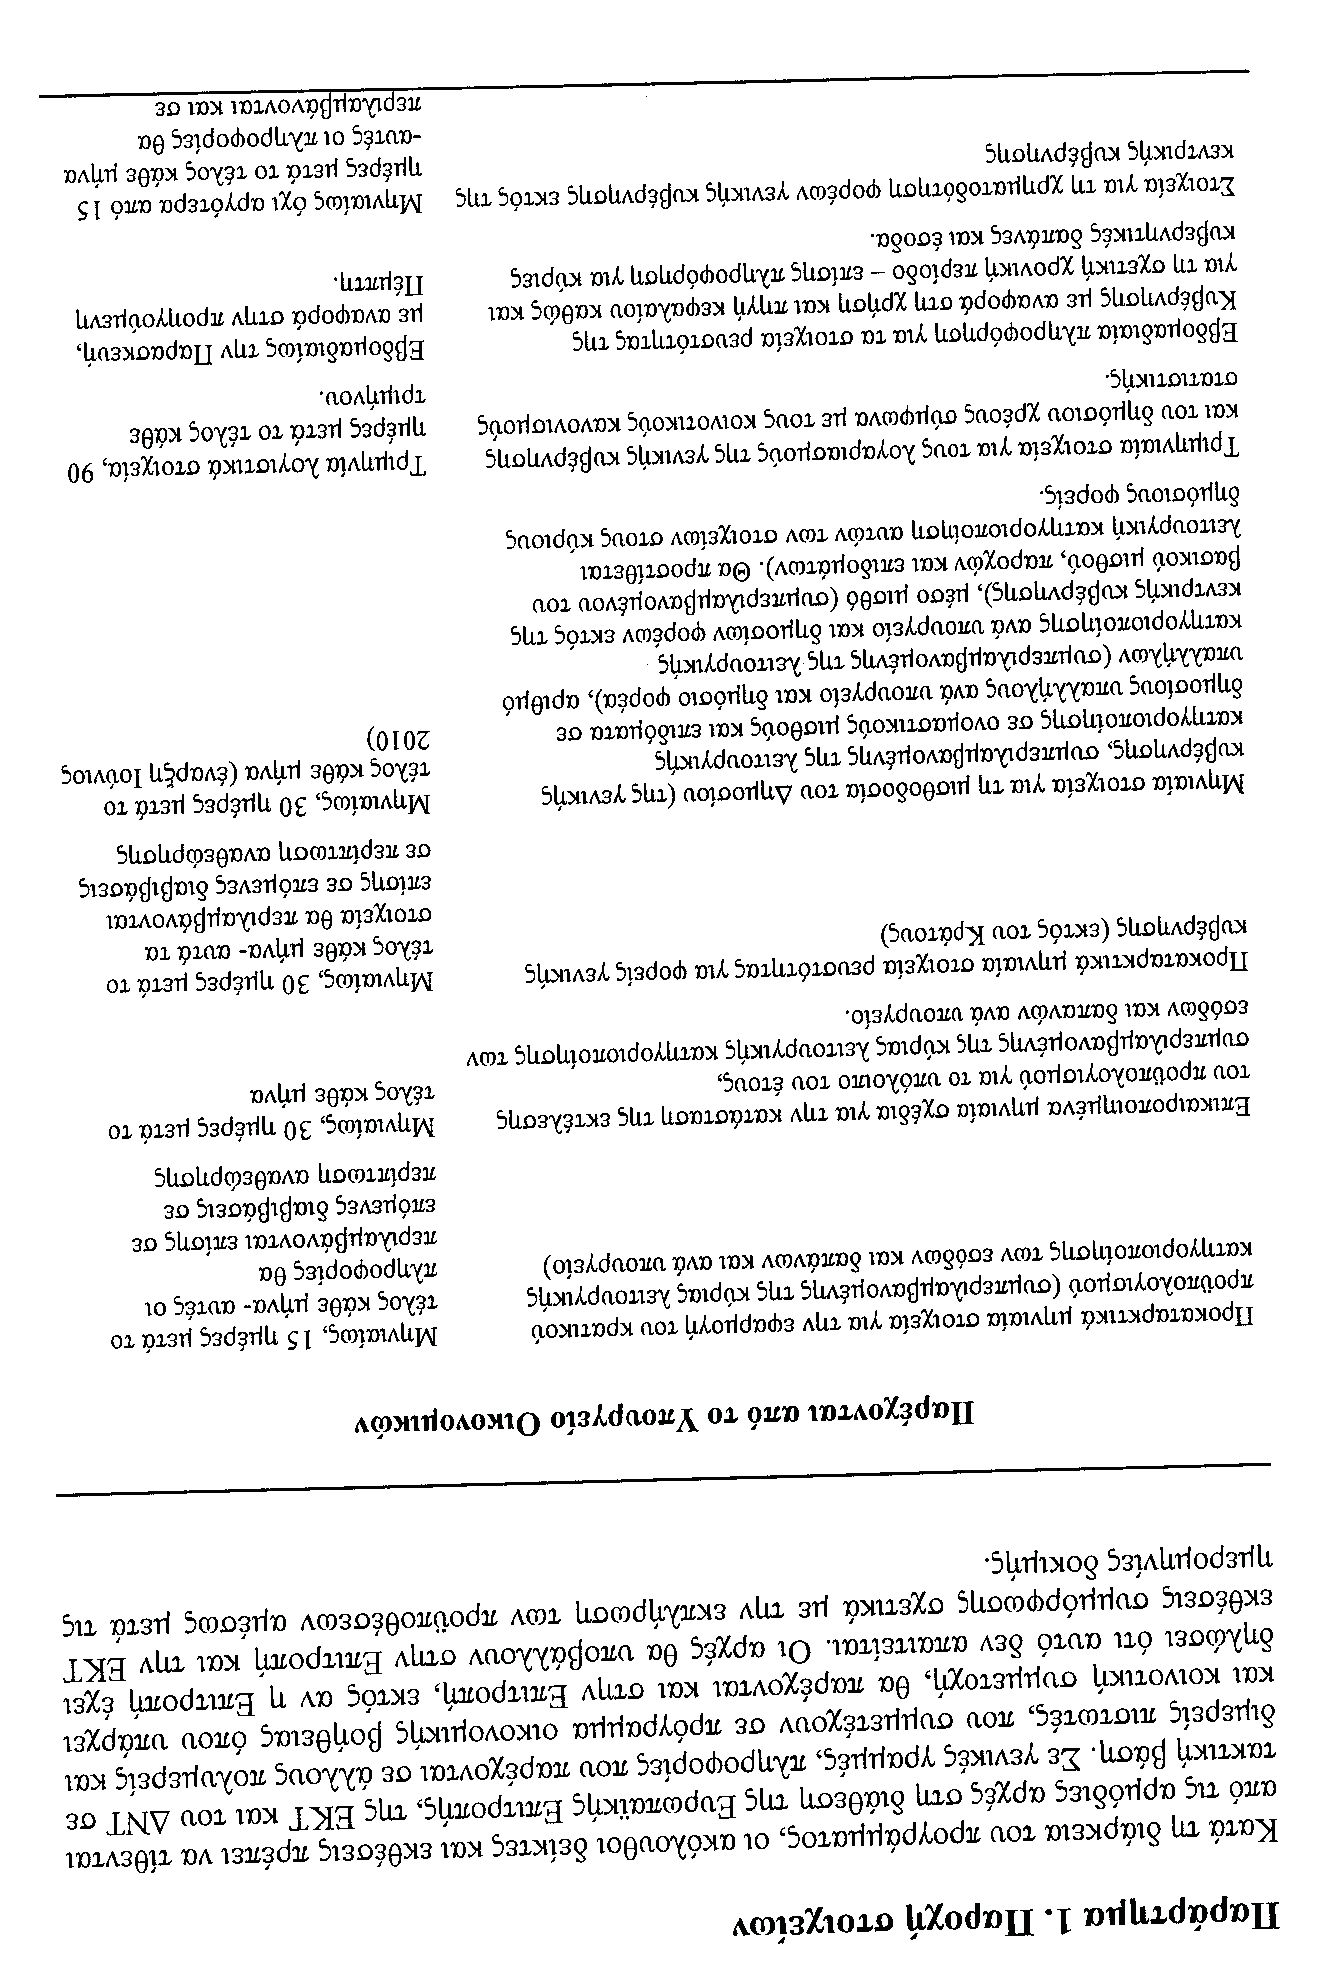 Παράρτημα 1. Παροχή στοιχείων
Κατά τη διάρκεια του προγράμματος, οι ακόλουθοι δείκτες και εκθέσεις πρέπει να τίθενται
από τις αρμόδιες αρχές στη διάθεση της Ευρωπαϊκής Επιτροπής, της ΕΚΤ και του ΔΝΤ σε
τακτική βάση. Σε γενικές γραμμές, πληροφορίες που παρέχονται σε άλλους πολυμερείς και
διμερείς πιστωτές, που συμμετέχουν σε πρόγραμμα οικονομικής βοήθειας όπου υπάρχει
και κοινοτική συμμετοχή, θα παρέχονται και στην Επιτροπή, εκτός αν η Επιτροπή έχει
δηλώσει ότι αυτό δεν απαιτείται. Οι αρχές θα υποβάλλουν στην Επιτροπή και την ΕΚΤ
εκθέσεις συμμόρφωσης σχετικά με την εκπλήρωση των προϋποθέσεων αμέσως μετά τις
ημερομηνίες δοκιμής.
Παρέχονται από το Υπουργείο Οικονομικών
Προκαταρκτικά μηνιαία στοιχεία για την εφαρμογή του κρατικού
προϋπολογισμού (συμπεριλαμβανομένης της κύριας λειτουργικής
κατηγοριοποίησης των εσόδων και δαπάνων και ανά υπουργείο)
Μηνιαίως, 15 ημέρες μετά το
τέλος κάθε μήνα- αυτές οι
πληροφορίες θα
περιλαμβάνονται επίσης σε
επόμενες διαβιβάσεις σε
περίπτωση αναθεώρησης
Επικαιροποιημένα μηνιαία σχέδια για την κατάσταση της εκτέλεσης
του προϋπολογισμού για το υπόλοιπο του έτους,
συμπεριλαμβανομένης της κύριας λειτουργικής κατηγοριοποίησης των
εσόδων και δαπανών ανά υπουργείο.
Μηνιαίως, 30 ημέρες μετά το
τέλος κάθε μήνα
Προκαταρκτικά μηνιαία στοιχεία ρευστότητας για φορείς γενικής
κυβέρνησης (εκτός του Κράτους)
Μηνιαίως, 30 ημέρες μετά το
τέλος κάθε μήνα- αυτά τα
στοιχεία θα περιλαμβάνονται
επίσης σε επόμενες διαβιβάσεις
σε περίπτωση αναθεώρησης
Μηνιαία στοιχεία για τη μισθοδοσία του Δημοσίου (της γενικής
κυβέρνησης, συμπεριλαμβανομένης της λειτουργικής
κατηγοριοποίησης σε ονομαστικούς μισθούς και επιδόματα σε
δημοσίους υπαλλήλους ανά υπουργείο και δημόσιο φορέα), αριθμό
υπαλλήλων (συμπεριλαμβανομένης της λειτουργικής
κατηγοριοποίησης ανά υπουργείο και δημοσίων φορέων εκτός της
κεντρικής κυβέρνησης), μέσο μισθό (συμπεριλαμβανομένου του
βασικού μισθού, παροχών και επιδομάτων). Θα προστίθεται
λειτουργική κατηγοριοποίηση αυτών των στοιχείων στους κύριους
δημόσιους φορείς.
Μηνιαίως, 30 ημέρες μετά το
τέλος κάθε μήνα (έναρξη Ιούνιος
2010)
Τριμηνιαία στοιχεία για τους λογαριασμούς της γενικής κυβέρνησης
και του δημόσιου χρέους σύμφωνα με τους κοινοτικούς κανονισμούς
στατιστικής.
Τριμηνία λογιστικά στοιχεία, 90
ημέρες μετά το τέλος κάθε
τριμήνου.
Εβδομαδιαία πληροφόρηση για τα στοιχεία ρευστότητας της
Κυβέρνησης με αναφορά στη χρήση και πηγή κεφαλαίου καθώς και
για τη σχετική χρονική περίοδο – επίσης πληροφόρηση για κύριες
κυβερνητικές δαπάνες και έσοδα.
Εβδομαδιαίως την Παρασκευή,
με αναφορά στην προηγούμενη
Πέμπτη.
Στοιχεία για τη χρηματοδότηση φορέων γενικής κυβέρνησης εκτός της
κεντρικής κυβέρνησης
Μηνιαίως όχι αργότερα από 15
ημέρες μετά το τέλος κάθε μήνα
-αυτές οι πληροφορίες θα
περιλαμβάνονται και σε